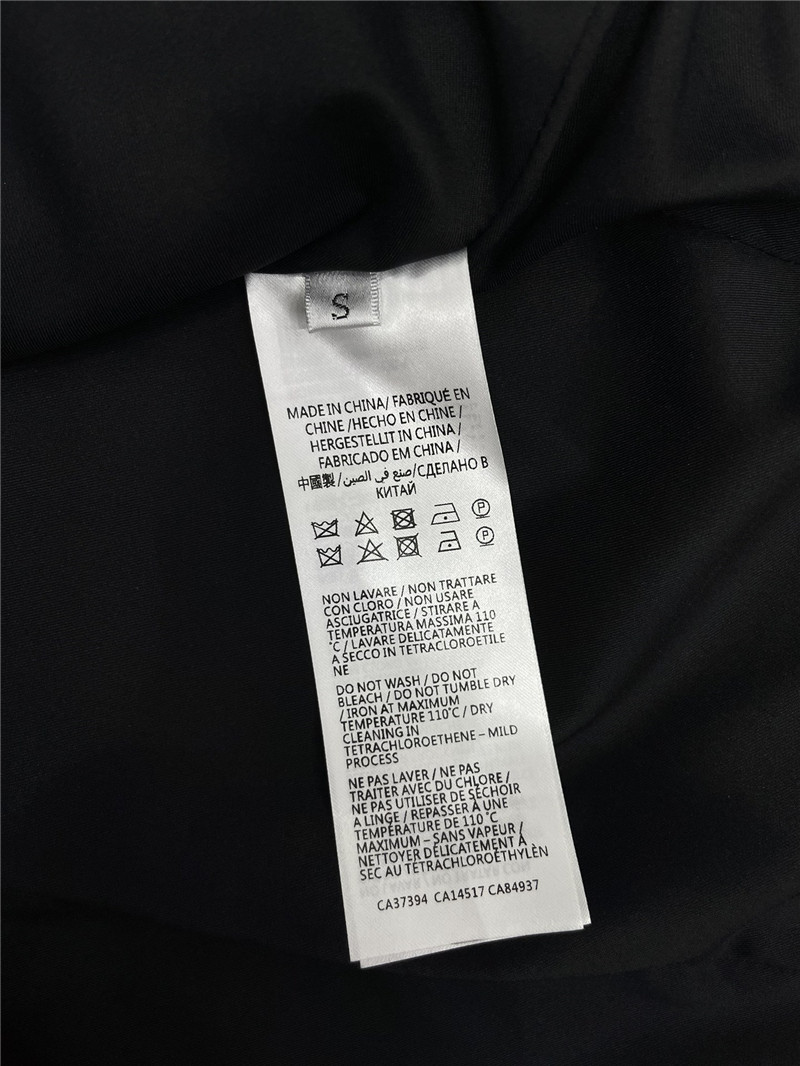 S
MADE IN CHINA/ FABRIQUÉ EN
CHINE /HECHO EN CHINE /
HERGESTELLIT IN CHINA /
FABRICADO EM CHINA /
中國製/صنع في الصين/СДЕЛАНО В
КИТАЙ
P
P
NON LAVARE / NON TRATTARE
CON CLORO / NON USARE
ASCIUGATRICE / STIRARE A
TEMPERATURA MASSIMA 110
°C / LAVARE DELICATAMENTE
A SECCO IN TETRACLOROETILE
NE
DO NOT WASH / DO NOT
BLEACH / DO NOT TUMBLE DRY
/ IRON AT MAXIMUM
TEMPERATURE 110°C / DRY
CLEANING IN
TETRACHLOROETHENE – MILD
PROCESS
NE PAS LAVER / NE PAS
TRAITER AVEC DU CHLORE /
NE PAS UTILISER DE SÉCHOIR
A LINGE / REPASSER À UNE
TEMPÉRATURE DE 110 °C
MAXIMUM – SANS VAPEUR /
NETTOYER DÉLICATEMENT À
SEC AU TÉTRACHLOROÉTHYLÈN
CA37394 CA14517 CA84937